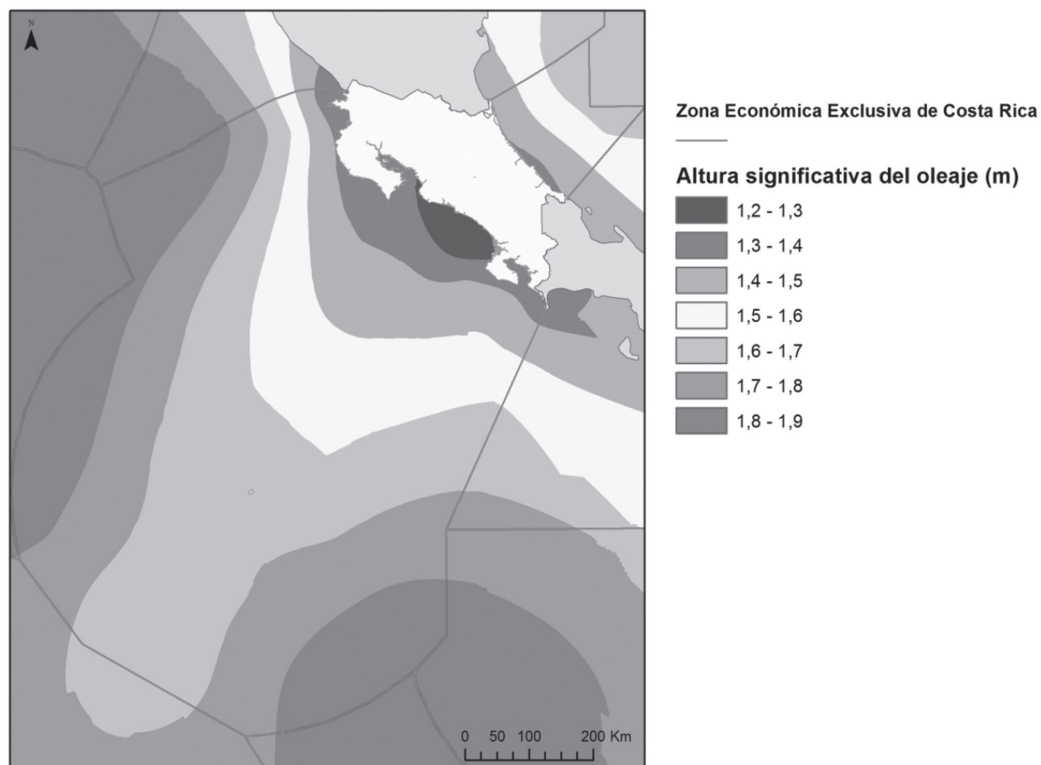 N
Zona Económica Exclusiva de Costa Rica
Altura significativa del oleaje (m)
1,2 - 1,3
1,3 - 1,4
1,4 - 1,5
1,5 - 1,6
1,6 - 1,7
1,7 - 1,8
1,8 - 1,9
0 50 100 200 Km